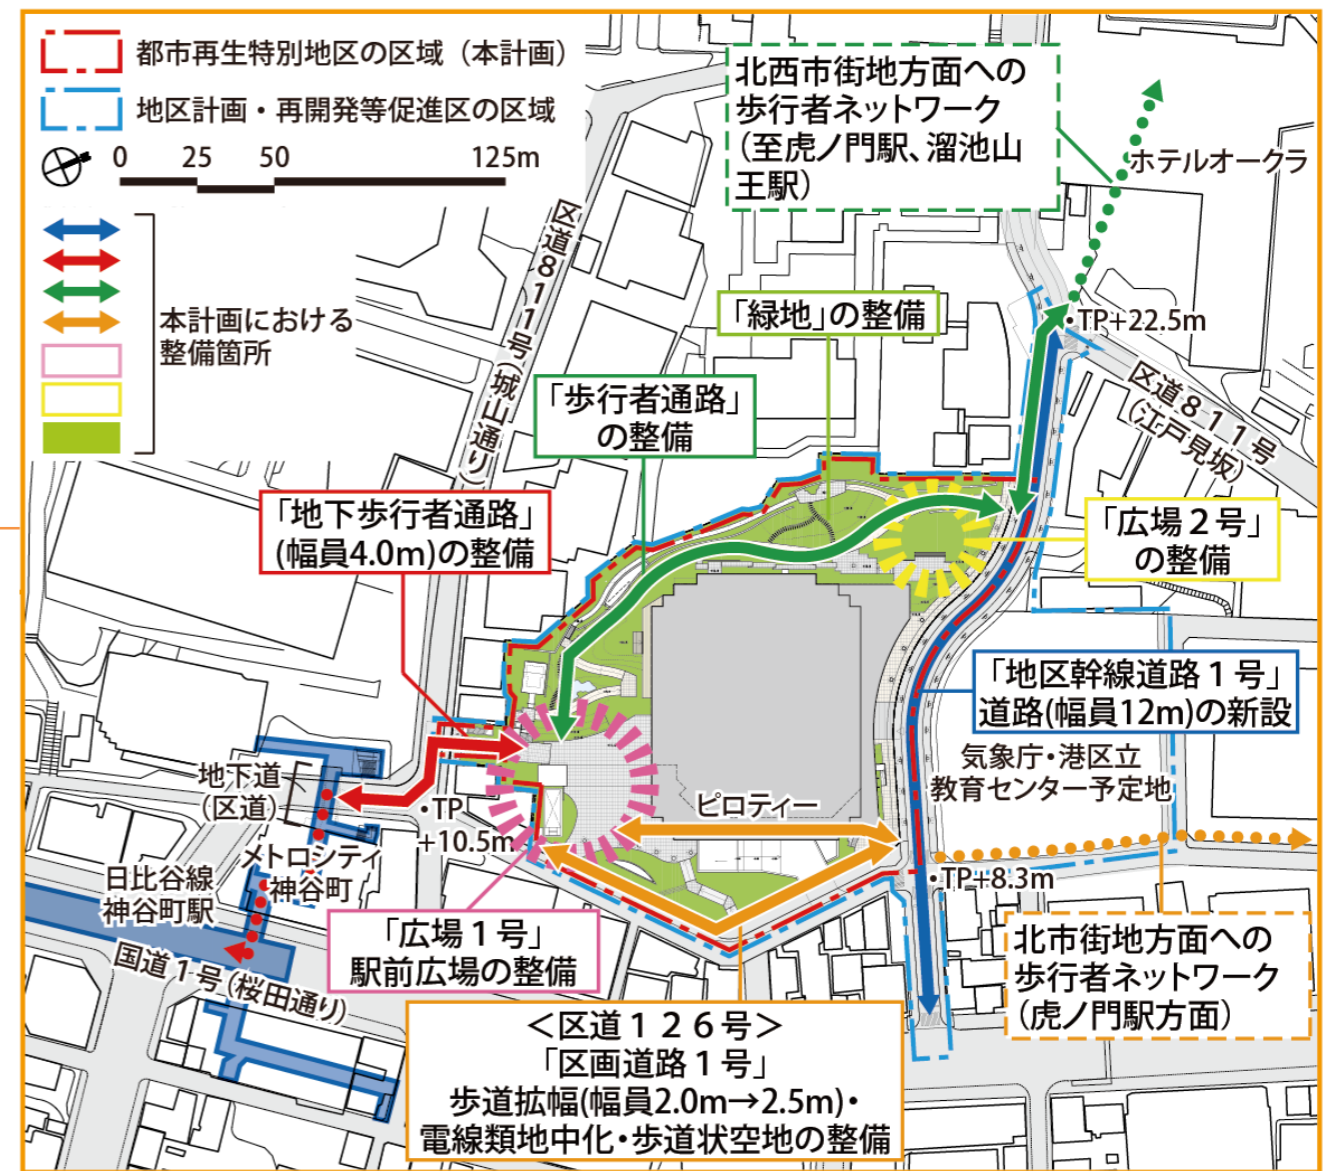 都市再生特別地区の区域（本計画）
地区計画・再開発等促進区の区域
0 25 50 125m
本計画における
整備箇所
北西市街地方面への
歩行者ネットワーク
（至虎ノ門駅、溜池山
王駅）
ホテルオークラ
区道811号（城山通り）
「緑地」の整備
・TP+22.5m
区道811号
（江戸見坂）
「歩行者通路」
の整備
「地下歩行者通路」
(幅員4.0m)の整備
「広場２号」
の整備
「地区幹線道路１号」
道路(幅員12m)の新設
気象庁・港区立
教育センター予定地
地下道
（区道）
・TP
+10.5m
ピロティー
メトロシティ
神谷町
日比谷線
神谷町駅
・TP+8.3m
「広場１号」
駅前広場の整備
国道1号（桜田通り）
北市街地方面への
歩行者ネットワーク
（虎ノ門駅方面）
＜区道１２６号＞
「区画道路１号」
歩道拡幅(幅員2.0m→2.5m)・
電線類地中化・歩道状空地の整備